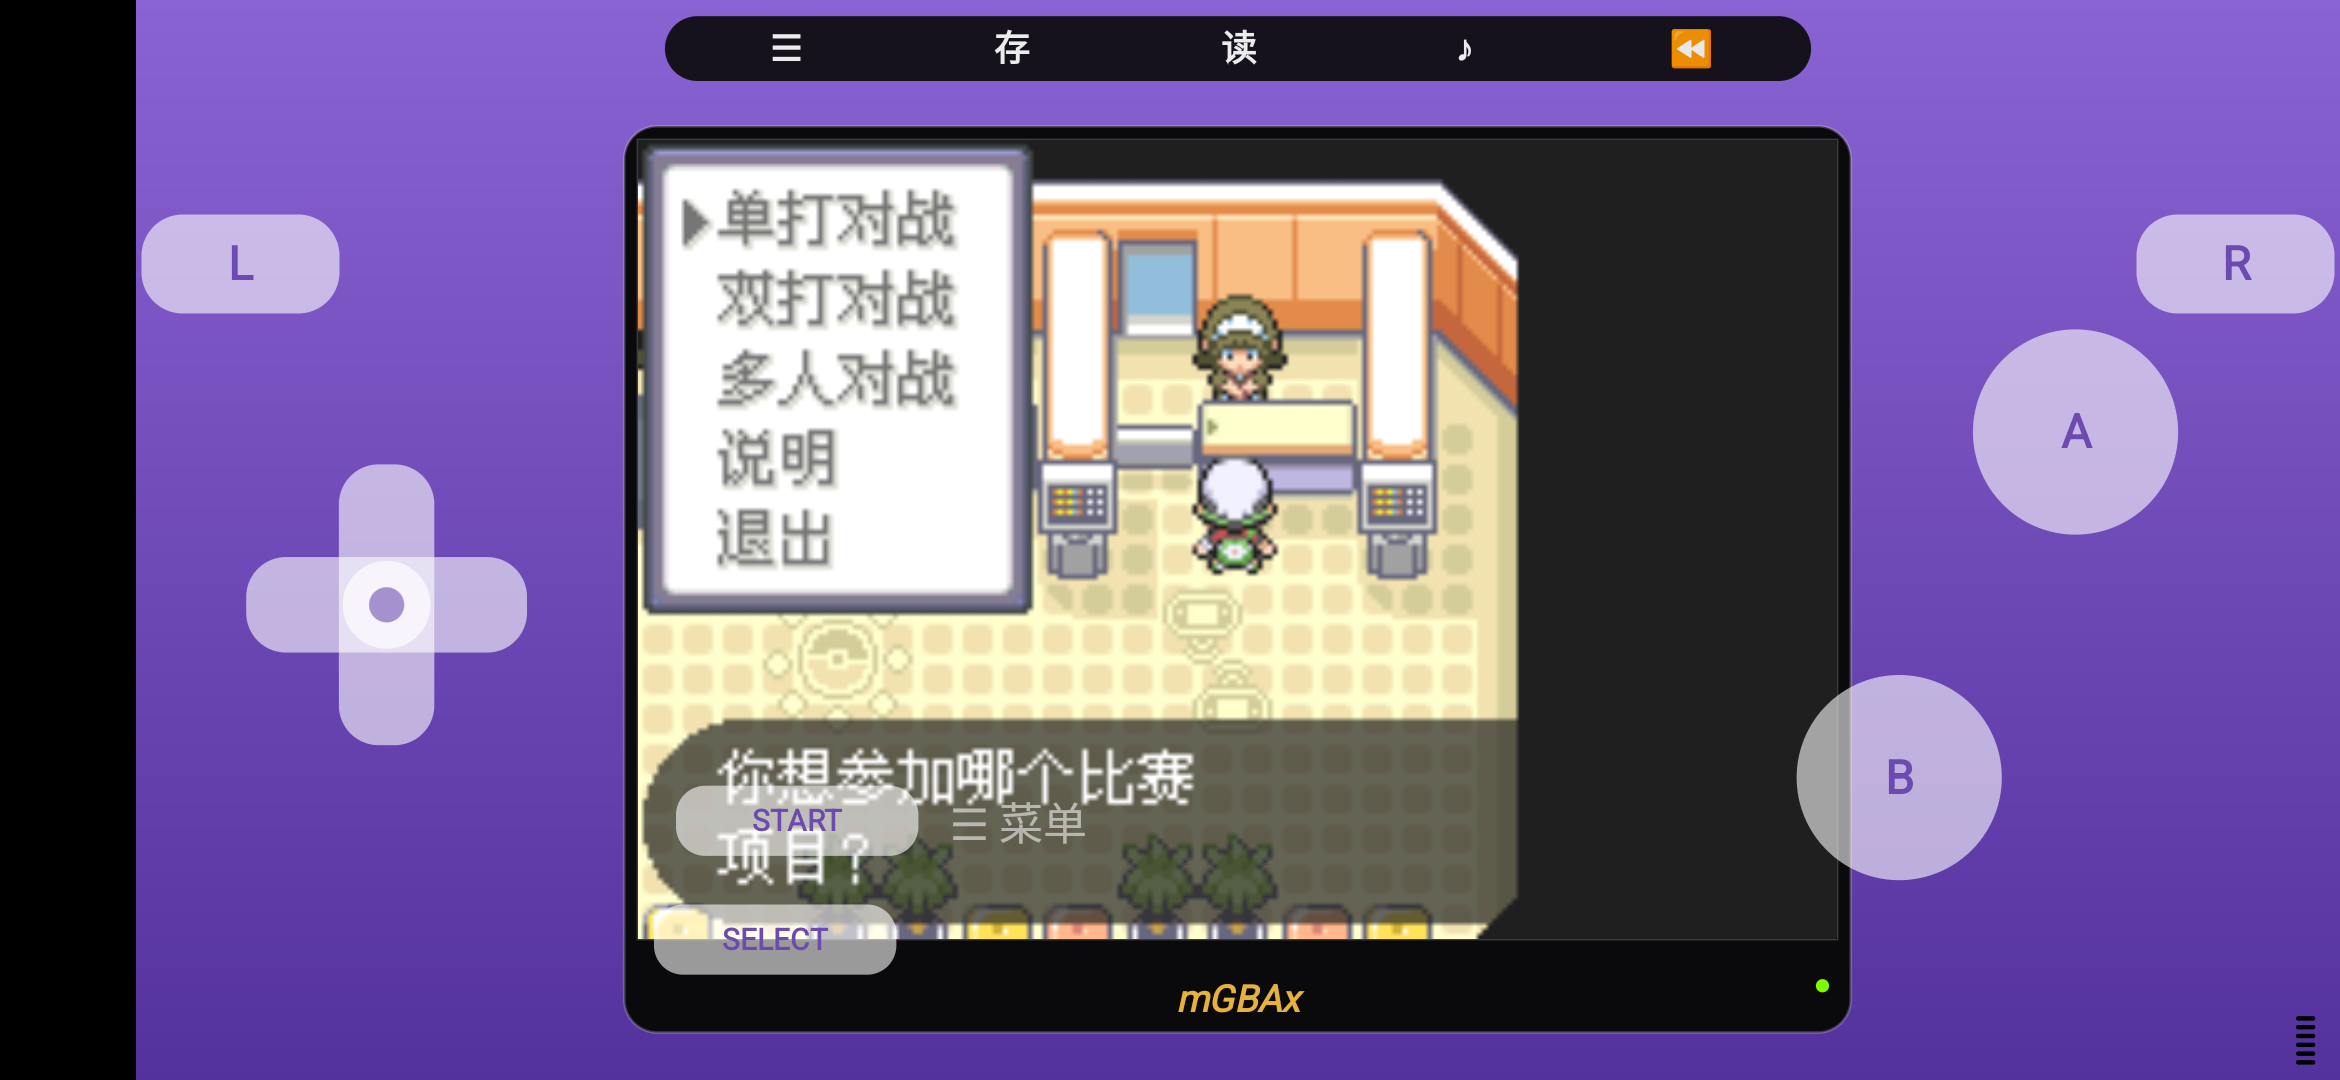 ☰ 存 读 ♪ ⏪
L
R
单打对战
双打对战
多人对战
说明
退出
A
B
你想参加哪个比赛
项目?
START
☰ 菜单
SELECT
mGBAx